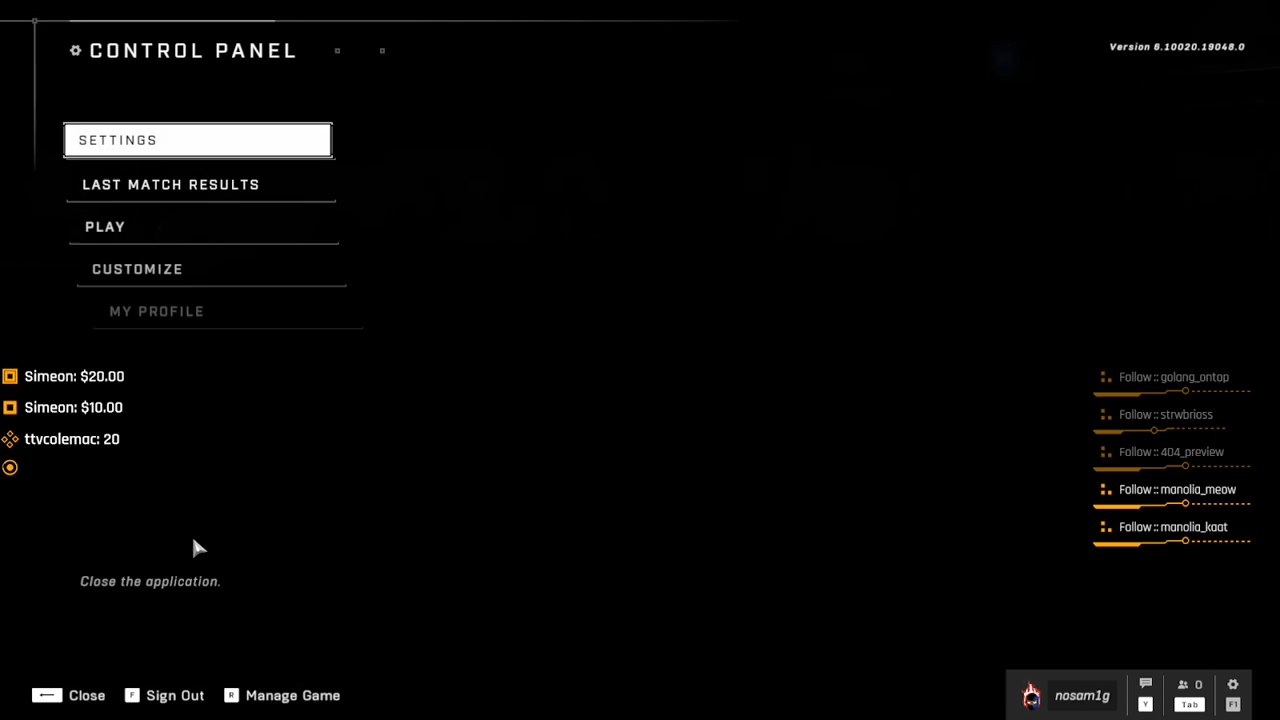 CONTROL PANEL
Version 6.10020.19048.0
SETTINGS
LAST MATCH RESULTS
PLAY
CUSTOMIZE
MY PROFILE
Simeon: $20.00
Simeon: $10.00
ttvcolemac: 20
Follow :: golang_ontop
Follow :: strwbrioss
Follow :: 404_preview
Follow :: manolia_meow
Follow :: manolia_kaat
Close the application.
Close
F Sign Out
R Manage Game
nosam1g
Y
0
Tab
F1